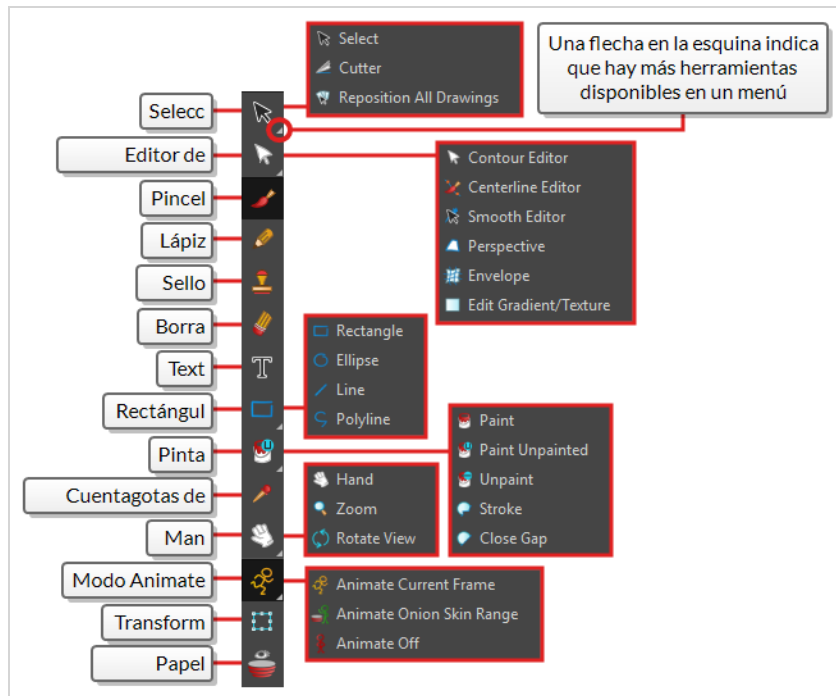 Select
Cutter
Reposition All Drawings
Una flecha en la esquina indica
que hay más herramientas
disponibles en un menú
Selecc
Editor de
Contour Editor
Centerline Editor
Smooth Editor
Perspective
Envelope
Edit Gradient/Texture
Pincel
Lápiz
Sello
Borra
Text
Rectángul
Rectangle
Ellipse
Line
Polyline
Pinta
Paint
Paint Unpainted
Unpaint
Stroke
Close Gap
Cuentagotas de
Man
Hand
Zoom
Rotate View
Modo Animate
Animate Current Frame
Animate Onion Skin Range
Animate Off
Transform
Papel